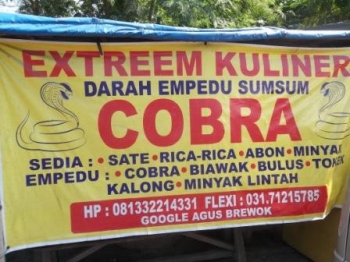 EXTREEM KULINER
DARAH EMPEDU SUMSUM
COBRA
SEDIA : • SATE • RICA-RICA • ABON • MINYAK
EMPEDU : • COBRA • BIAWAK • BULUS • TOKEK
KALONG • MINYAK LINTAH
HP : 081332214331 FLEXI : 031.71215785
GOOGLE AGUS BREWOK